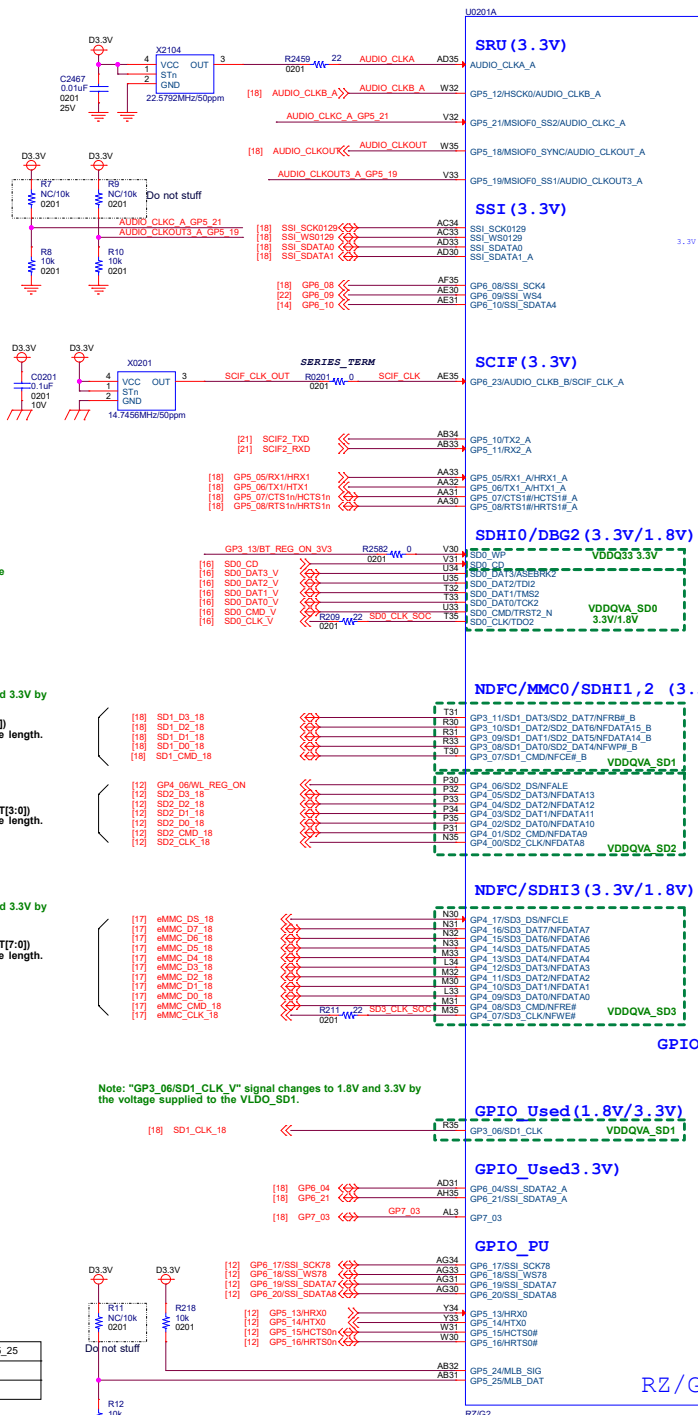 U0201A
D3.3V
X2104
4 VCC OUT 3
1 STn
2 GND
22.5792MHz/50ppm
C2467
0.01uF
0201
25V
R2459 22
0201
AUDIO_CLKA
AD35
SRU(3.3V)
AUDIO_CLKA_A
[18] AUDIO_CLKB_A AUDIO_CLKB_A W32 GP5_12/HSCK0/AUDIO_CLKB_A
AUDIO_CLKC_A_GP5_21 V32 GP5_21/MSIOF0_SS2/AUDIO_CLKC_A
[18] AUDIO_CLKOUT AUDIO_CLKOUT W35 GP5_18/MSIOF0_SYNC/AUDIO_CLKOUT_A
AUDIO_CLKOUT3_A_GP5_19 V33 GP5_19/MSIOF0_SS1/AUDIO_CLKOUT3_A
D3.3V D3.3V
R7
NC/10k
0201
R9
NC/10k
0201
Do not stuff
AUDIO_CLKC_A_GP5_21
AUDIO_CLKOUT3_A_GP5_19
R8
10k
0201
R10
10k
0201
SSI(3.3V)
3.3V
[18] SSI_SCK0129 AC34 SSI_SCK0129
[18] SSI_WS0129 AC33 SSI_WS0129
[18] SSI_SDATA0 AD33 SSI_SDATA0
[18] SSI_SDATA1 AD30 SSI_SDATA1_A
[18] GP6_08 AF35 GP6_08/SSI_SCK4
[22] GP6_09 AE30 GP6_09/SSI_WS4
[14] GP6_10 AE31 GP6_10/SSI_SDATA4
D3.3V D3.3V
C0201
0.1uF
0201
10V
X0201
4 VCC OUT 3
1 STn
2 GND
14.7456MHz/50ppm
SERIES_TERM
SCIF_CLK_OUT R0201 0 SCIF_CLK AE35
0201
SCIF(3.3V)
GP6_23/AUDIO_CLKB_B/SCIF_CLK_A
[21] SCIF2_TXD AB34 GP5_10/TX2_A
[21] SCIF2_RXD AB33 GP5_11/RX2_A
[18] GP5_05/RX1/HRX1 AA33 GP5_05/RX1_A/HRX1_A
[18] GP5_06/TX1/HTX1 AA32 GP5_06/TX1_A/HTX1_A
[18] GP5_07/CTS1n/HCTS1n AA31 GP5_07/CTS1#/HCTS1#_A
[18] GP5_08/RTS1n/HRTS1n AA30 GP5_08/RTS1#/HRTS1#_A
SDHI0/DBG2(3.3V/1.8V)
GP3_13/BT_REG_ON_3V3 R2582 0 V30 SD0_WP VDDQ33 3.3V
0201
[16] SD0_CD V31 SD0_CD
[16] SD0_DAT3_V U34 SD0_DAT3/ASEBRK2
[16] SD0_DAT2_V U35 SD0_DAT2/TDI2
[16] SD0_DAT1_V T32 SD0_DAT1/TMS2
[16] SD0_DAT0_V T33 SD0_DAT0/TCK2
[16] SD0_CMD_V U33 SD0_CMD/TRST2_N
[16] SD0_CLK_V R209 22 SD0_CLK_SOC T35 SD0_CLK/TDO2
0201
VDDQVA_SD0
3.3V/1.8V
e
NDFC/MMC0/SDHI1,2 (3.
d 3.3V by
])
e length.
[18] SD1_D3_18 T31 GP3_11/SD1_DAT3/SD2_DAT7/NFRB#_B
[18] SD1_D2_18 R30 GP3_10/SD1_DAT2/SD2_DAT6/NFDATA15_B
[18] SD1_D1_18 R31 GP3_09/SD1_DAT1/SD2_DAT5/NFDATA14_B
[18] SD1_D0_18 R33 GP3_08/SD1_DAT0/SD2_DAT4/NFWP#_B
[18] SD1_CMD_18 T30 GP3_07/SD1_CMD/NFCE#_B
VDDQVA_SD1
T[3:0])
e length.
[12] GP4_06/WL_REG_ON P30 GP4_06/SD2_DS/NFALE
[12] SD2_D3_18 P32 GP4_05/SD2_DAT3/NFDATA13
[12] SD2_D2_18 P33 GP4_04/SD2_DAT2/NFDATA12
[12] SD2_D1_18 P34 GP4_03/SD2_DAT1/NFDATA11
[12] SD2_D0_18 P35 GP4_02/SD2_DAT0/NFDATA10
[12] SD2_CMD_18 P31 GP4_01/SD2_CMD/NFDATA9
[12] SD2_CLK_18 N35 GP4_00/SD2_CLK/NFDATA8
VDDQVA_SD2
NDFC/SDHI3(3.3V/1.8V)
d 3.3V by
T[7:0])
e length.
[17] eMMC_DS_18 N30 GP4_17/SD3_DS/NFCLE
[17] eMMC_D7_18 N31 GP4_16/SD3_DAT7/NFDATA7
[17] eMMC_D6_18 N32 GP4_15/SD3_DAT6/NFDATA6
[17] eMMC_D5_18 N33 GP4_14/SD3_DAT5/NFDATA5
[17] eMMC_D4_18 M33 GP4_13/SD3_DAT4/NFDATA4
[17] eMMC_D3_18 L34 GP4_12/SD3_DAT3/NFDATA3
[17] eMMC_D2_18 M32 GP4_11/SD3_DAT2/NFDATA2
[17] eMMC_D1_18 M30 GP4_10/SD3_DAT1/NFDATA1
[17] eMMC_D0_18 L33 GP4_09/SD3_DAT0/NFDATA0
[17] eMMC_CMD_18 M31 GP4_08/SD3_CMD/NFRE#
[17] eMMC_CLK_18 R211 22 SD3_CLK_SOC M35 GP4_07/SD3_CLK/NFWE#
0201
VDDQVA_SD3
GPIO
Note: "GP3_06/SD1_CLK_V" signal changes to 1.8V and 3.3V by
the voltage supplied to the VLDO_SD1.
GPIO_Used(1.8V/3.3V)
[18] SD1_CLK_18 R35 GP3_06/SD1_CLK VDDQVA_SD1
GPIO_Used3.3V)
[18] GP6_04 AD31 GP6_04/SSI_SDATA2_A
[18] GP6_21 AH35 GP6_21/SSI_SDATA9_A
[18] GP7_03 GP7_03 AL3 GP7_03
GPIO_PU
[12] GP6_17/SSI_SCK78 AG34 GP6_17/SSI_SCK78
[12] GP6_18/SSI_WS78 AG33 GP6_18/SSI_WS78
[12] GP6_19/SSI_SDATA7 AG31 GP6_19/SSI_SDATA7
[12] GP6_20/SSI_SDATA8 AG30 GP6_20/SSI_SDATA8
[12] GP5_13/HRX0 Y34 GP5_13/HRX0
[12] GP5_14/HTX0 Y33 GP5_14/HTX0
[12] GP5_15/HCTS0n W31 GP5_15/HCTS0#
[12] GP5_16/HRTS0n W30 GP5_16/HRTS0#
D3.3V D3.3V
R11
NC/10k
0201
R218
10k
0201
Do not stuff
AB32 GP5_24/MLB_SIG
AB31 GP5_25/MLB_DAT
5_25
R12
10k
RZ/G
RZ/G2